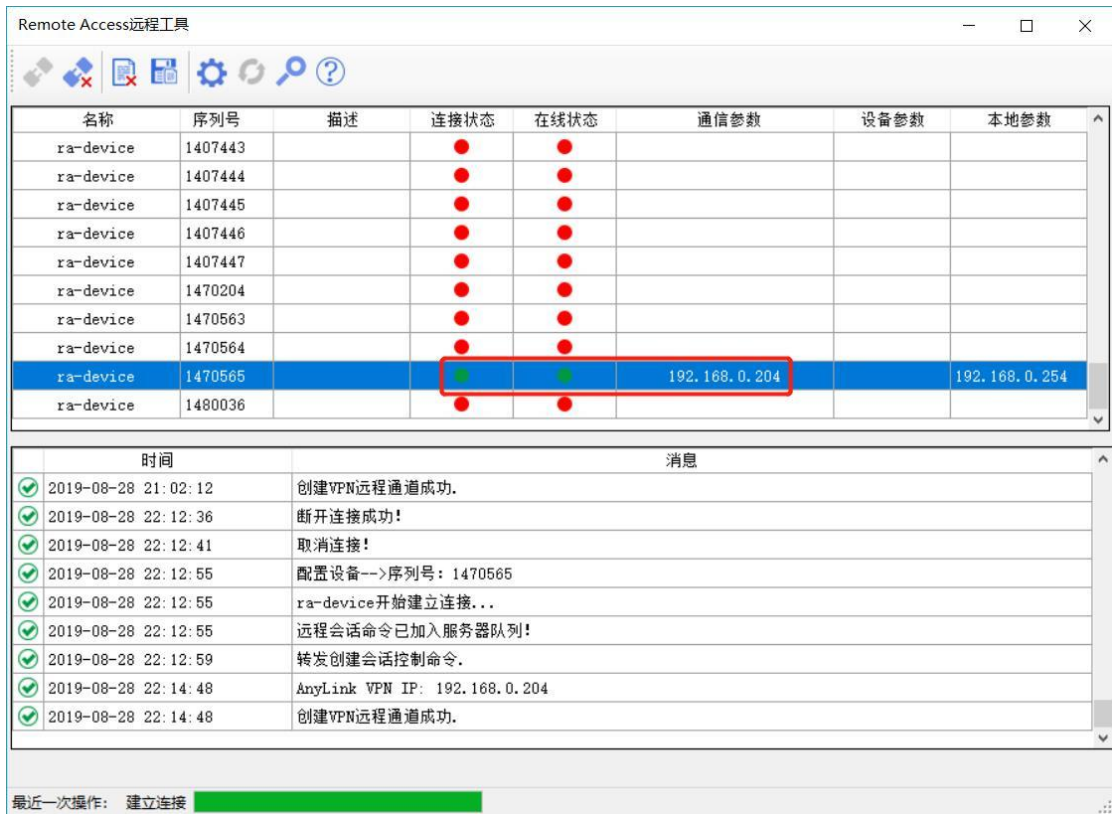 Remote Access远程工具
名称 序列号 描述 连接状态 在线状态 通信参数 设备参数 本地参数
ra-device 1407443
ra-device 1407444
ra-device 1407445
ra-device 1407446
ra-device 1407447
ra-device 1470204
ra-device 1470563
ra-device 1470564
ra-device 1470565 192.168.0.204 192.168.0.254
ra-device 1480036
时间 消息
2019-08-28 21:02:12 创建VPN远程通道成功.
2019-08-28 22:12:36 断开连接成功!
2019-08-28 22:12:41 取消连接!
2019-08-28 22:12:55 配置设备-->序列号: 1470565
2019-08-28 22:12:55 ra-device开始建立连接...
2019-08-28 22:12:55 远程会话命令已加入服务器队列!
2019-08-28 22:12:59 转发创建会话控制命令.
2019-08-28 22:14:48 AnyLink VPN IP: 192.168.0.204
2019-08-28 22:14:48 创建VPN远程通道成功.
最近一次操作: 建立连接